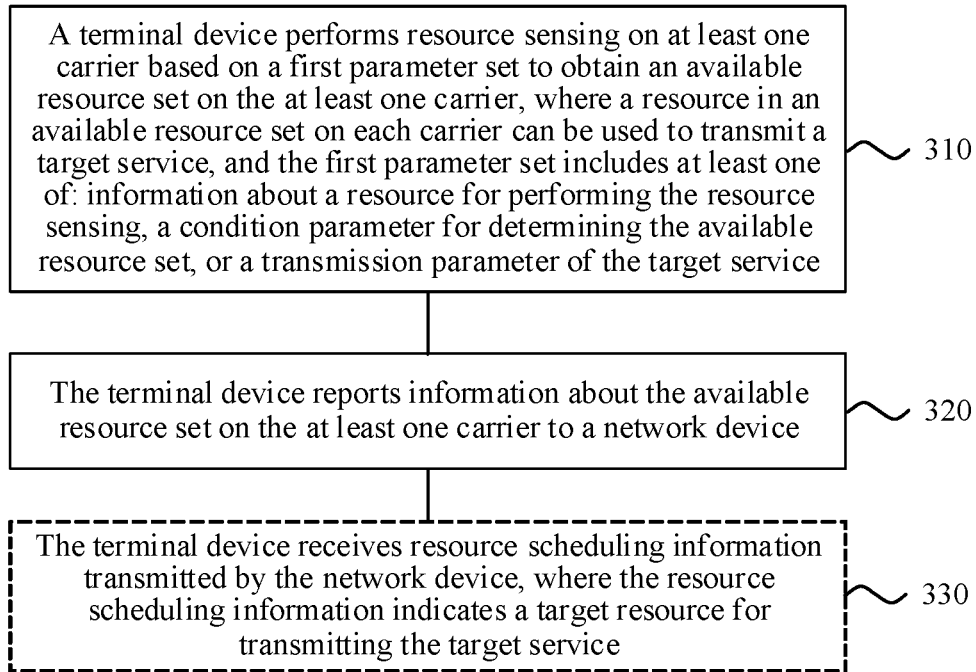 A terminal device performs resource sensing on at least one
carrier based on a first parameter set to obtain an available
resource set on the at least one carrier, where a resource in an
available resource set on each carrier can be used to transmit a
target service, and the first parameter set includes at least one
of: information about a resource for performing the resource
sensing, a condition parameter for determining the available
resource set, or a transmission parameter of the target service
310
The terminal device reports information about the available
resource set on the at least one carrier to a network device
320
The terminal device receives resource scheduling information
transmitted by the network device, where the resource
scheduling information indicates a target resource for
transmitting the target service
330